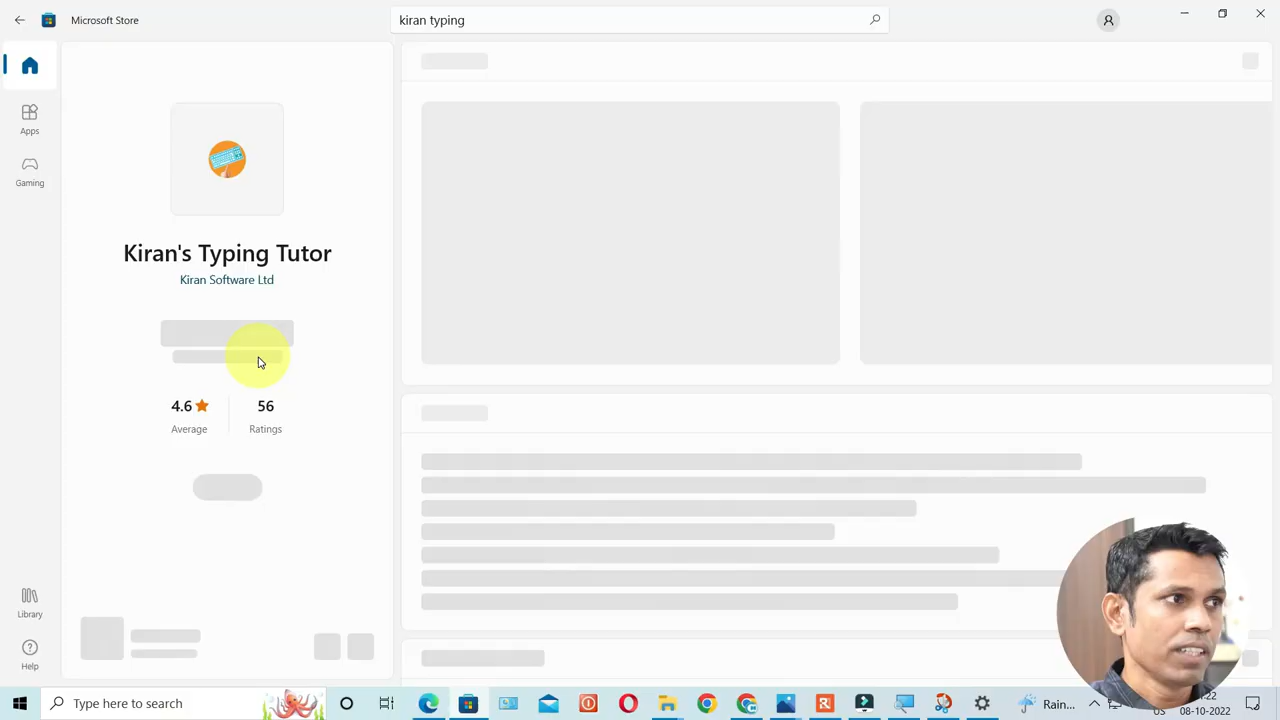 Microsoft Store
kiran typing
Apps
Gaming
Kiran's Typing Tutor
Kiran Software Ltd
4.6
56
Average
Ratings
Library
Help
Type here to search
Rain...
:22
08-10-2022